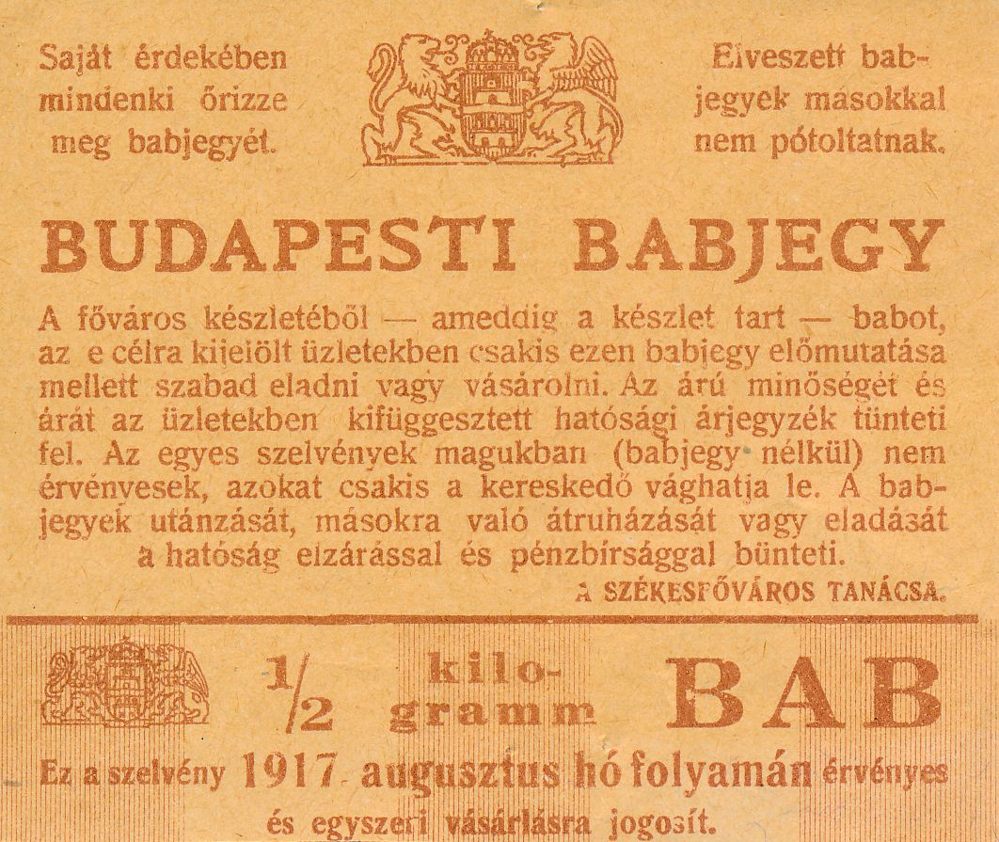 Saját érdekében
mindenki őrizze
meg babjegyét.
Elveszett bab-
jegyek másokkal
nem pótoltatnak.
BUDAPESTI BABJEGY
A főváros készletéből — ameddig a készlet tart — babot,
az e célra kijelölt üzletekben csakis ezen babjegy előmutatása
mellett szabad eladni vagy vásárolni. Az árú minőségét és
árát az üzletekben kifüggesztett hatósági árjegyzék tünteti
fel. Az egyes szelvények magukban (babjegy nélkül) nem
érvényesek, azokat csakis a kereskedő vághatja le. A bab-
jegyek utánzását, másokra való átruházását vagy eladását
a hatóság elzárással és pénzbírsággal bünteti.
A SZÉKESFŐVÁROS TANÁCSA.
1/2 kilo-
gramm BAB
Ez a szelvény 1917. augusztus hó folyamán érvényes
és egyszeri vásárlásra jogosít.